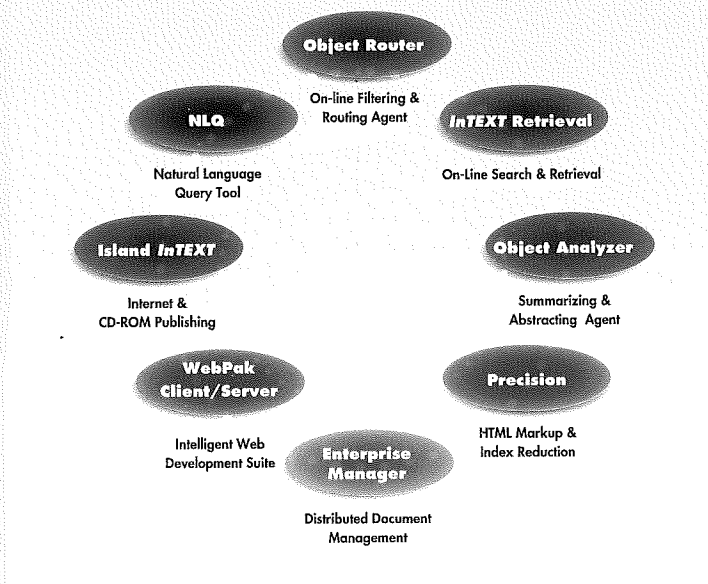 Object Router
On-line Filtering &
Routing Agent
NLQ
Natural Language
Query Tool
InTEXT Retrieval
On-Line Search & Retrieval
Island InTEXT
Internet &
CD-ROM Publishing
Object Analyzer
Summarizing &
Abstracting Agent
WebPak
Client/Server
Intelligent Web
Development Suite
Precision
HTML Markup &
Index Reduction
Enterprise
Manager
Distributed Document
Management